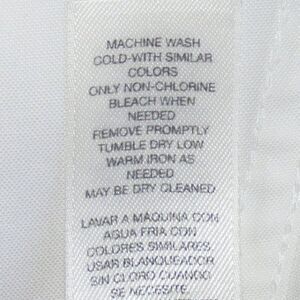 MACHINE WASH
COLD-WITH SIMILAR
COLORS
ONLY NON-CHLORINE
BLEACH WHEN
NEEDED
REMOVE PROMPTLY
TUMBLE DRY LOW
WARM IRON AS
NEEDED
MAY BE DRY CLEANED
LAVAR A MAQUINA CON
AGUA FRIA CON
COLORES SIMILARES.
USAR BLANQUEADOR
SIN CLORO CUANDO
SE NECESITE.